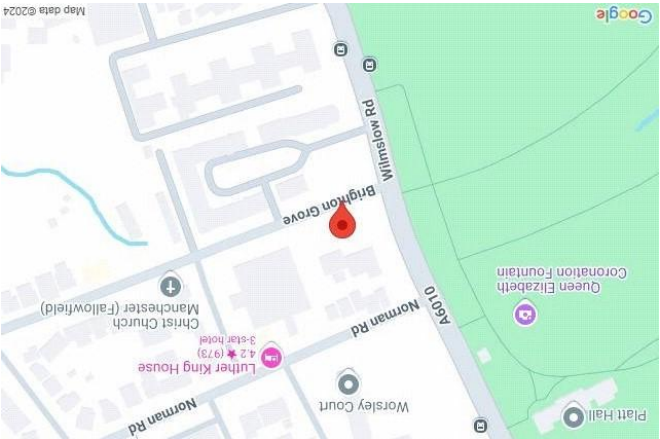 Platt Hall
Worsley Court
Norman Rd
Luther King House
4.2 ★ (973)
3-star hotel
Queen Elizabeth
Coronation Fountain
A6010
Norman Rd
Christ Church
Manchester (Fallowfield)
Brighton Grove
Wilmslow Rd
Google
Map data ©2024